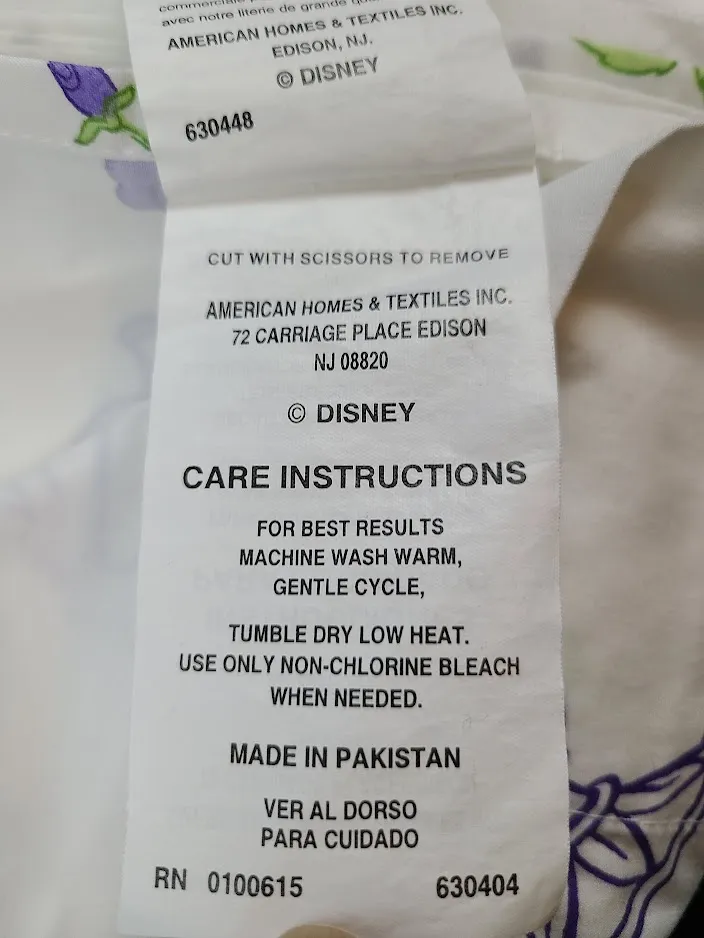 commerciale
avec notre literie de grande
AMERICAN HOMES & TEXTILES INC.
EDISON, NJ.
© DISNEY
630448
CUT WITH SCISSORS TO REMOVE
AMERICAN HOMES & TEXTILES INC.
72 CARRIAGE PLACE EDISON
NJ 08820
© DISNEY
CARE INSTRUCTIONS
FOR BEST RESULTS
MACHINE WASH WARM,
GENTLE CYCLE,
TUMBLE DRY LOW HEAT.
USE ONLY NON-CHLORINE BLEACH
WHEN NEEDED.
MADE IN PAKISTAN
VER AL DORSO
PARA CUIDADO
RN 0100615 630404